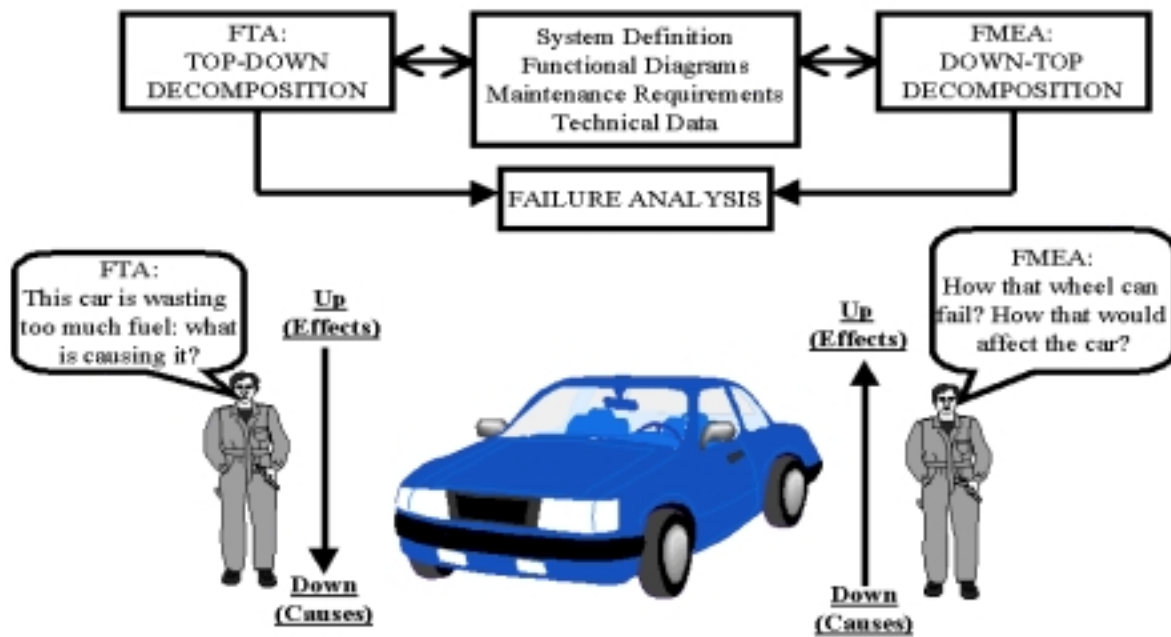 FTA:
TOP-DOWN
DECOMPOSITION
System Definition
Functional Diagrams
Maintenance Requirements
Technical Data
FMEA:
DOWN-TOP
DECOMPOSITION
FAILURE ANALYSIS
FTA:
This car is wasting
too much fuel: what
is causing it?
Up
(Effects)
Down
(Causes)
Up
(Effects)
Down
(Causes)
FMEA:
How that wheel can
fail? How that would
affect the car?